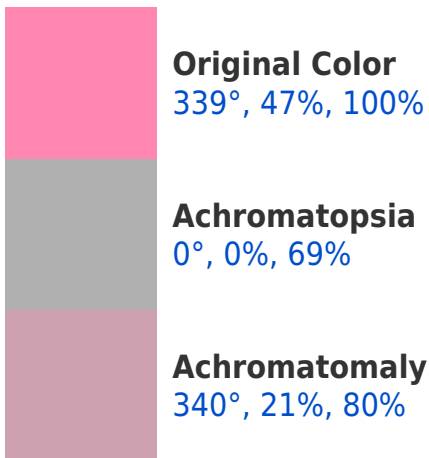 Original Color
339°, 47%, 100%
Achromatopsia
0°, 0%, 69%
Achromatomaly
340°, 21%, 80%